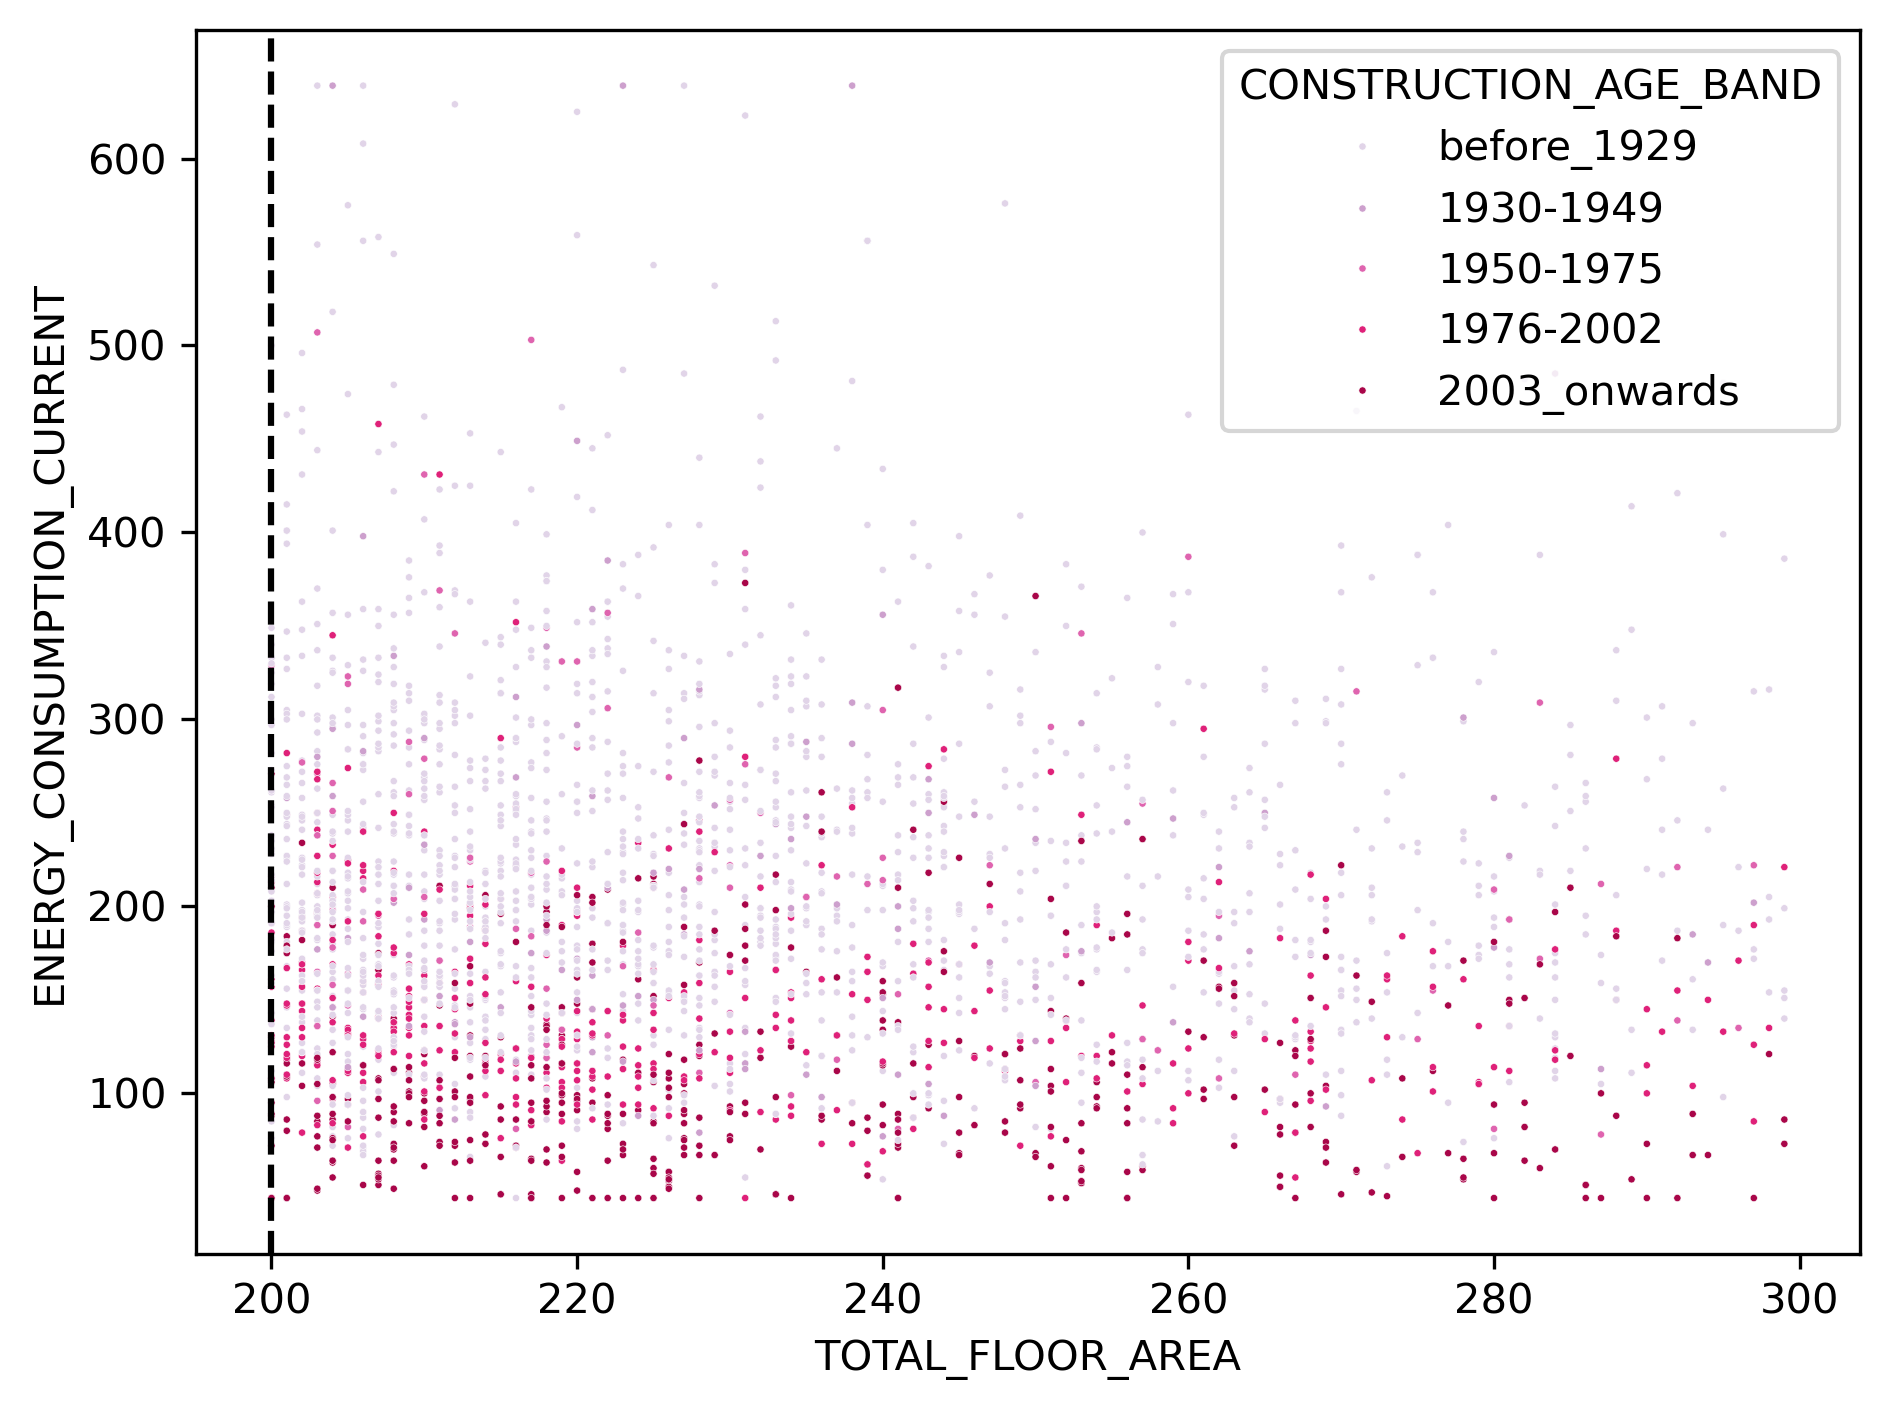 CONSTRUCTION_AGE_BAND
before_1929
1930-1949
1950-1975
1976-2002
2003_onwards
ENERGY_CONSUMPTION_CURRENT
600
500
400
300
200
100
200 220 240 260 280 300
TOTAL_FLOOR_AREA